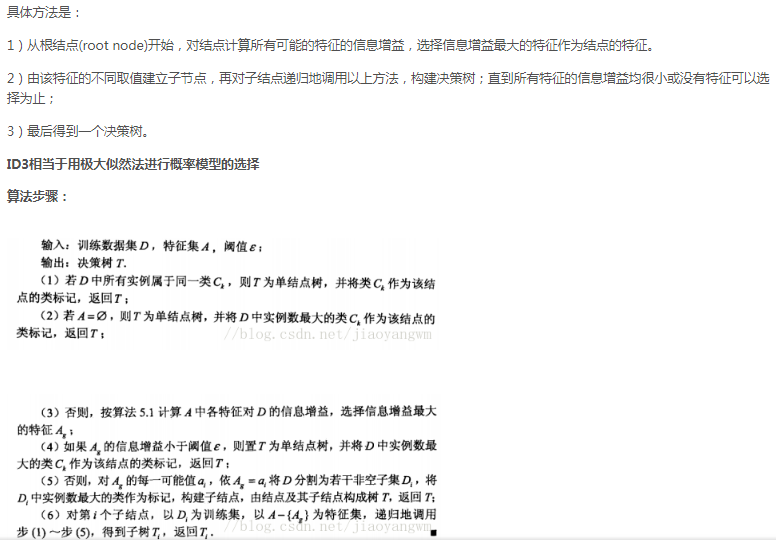 具体方法是：
1）从根结点(root node)开始，对结点计算所有可能的特征的信息增益，选择信息增益最大的特征作为结点的特征。
2）由该特征的不同取值建立子节点，再对子结点递归地调用以上方法，构建决策树；直到所有特征的信息增益均很小或没有特征可以选
择为止；
3）最后得到一个决策树。
ID3相当于用极大似然法进行概率模型的选择
算法步骤：
输入：训练数据集 D，特征集 A，阈值 ε；
输出：决策树 T.
（1）若 D 中所有实例属于同一类 Cₖ，则 T 为单结点树，并将类 Cₖ 作为该结
点的类标记，返回 T；
（2）若 A=∅，则 T 为单结点树，并将 D 中实例数最大的类 Cₖ 作为该结点的
类标记，返回 T；
//blog.csdn.net/jiaoyangwm
（3）否则，按算法 5.1 计算 A 中各特征对 D 的信息增益，选择信息增益最大
的特征 A_g；
（4）如果 A_g 的信息增益小于阈值 ε，则置 T 为单结点树，并将 D 中实例数最
大的类 Cₖ 作为该结点的类标记，返回 T；
（5）否则，对 A_g 的每一可能值 aᵢ，依 A_g=aᵢ 将 D 分割为若干非空子集 Dᵢ，将
Dᵢ 中实例数最大的类作为标记，构建子结点，由结点及其子结点构成树 T，返回 T；
（6）对第 i 个子结点，以 Dᵢ 为训练集，以 A−{A_g} 为特征集，递归地调用
步（1）～步（5），得到子树 Tᵢ，返回 Tᵢ.
//blog.csdn.net/jiaoyangwm